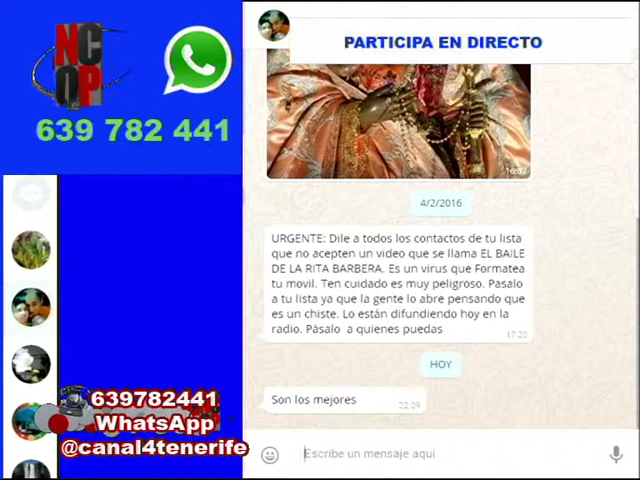 NC
OP
639 782 441
PARTICIPA EN DIRECTO
16:37
4/2/2016
URGENTE: Dile a todos los contactos de tu lista
que no acepten un video que se llama EL BAILE
DE LA RITA BARBERA. Es un virus que Formatea
tu movil. Ten cuidado es muy peligroso. Pasalo
a tu lista ya que la gente lo abre pensando que
es un chiste. Lo están difundiendo hoy en la
radio. Pàsalo a quienes puedas
17:20
HOY
Son los mejores
22:29
Escribe un mensaje aquí
639782441
WhatsApp
@canal4tenerife